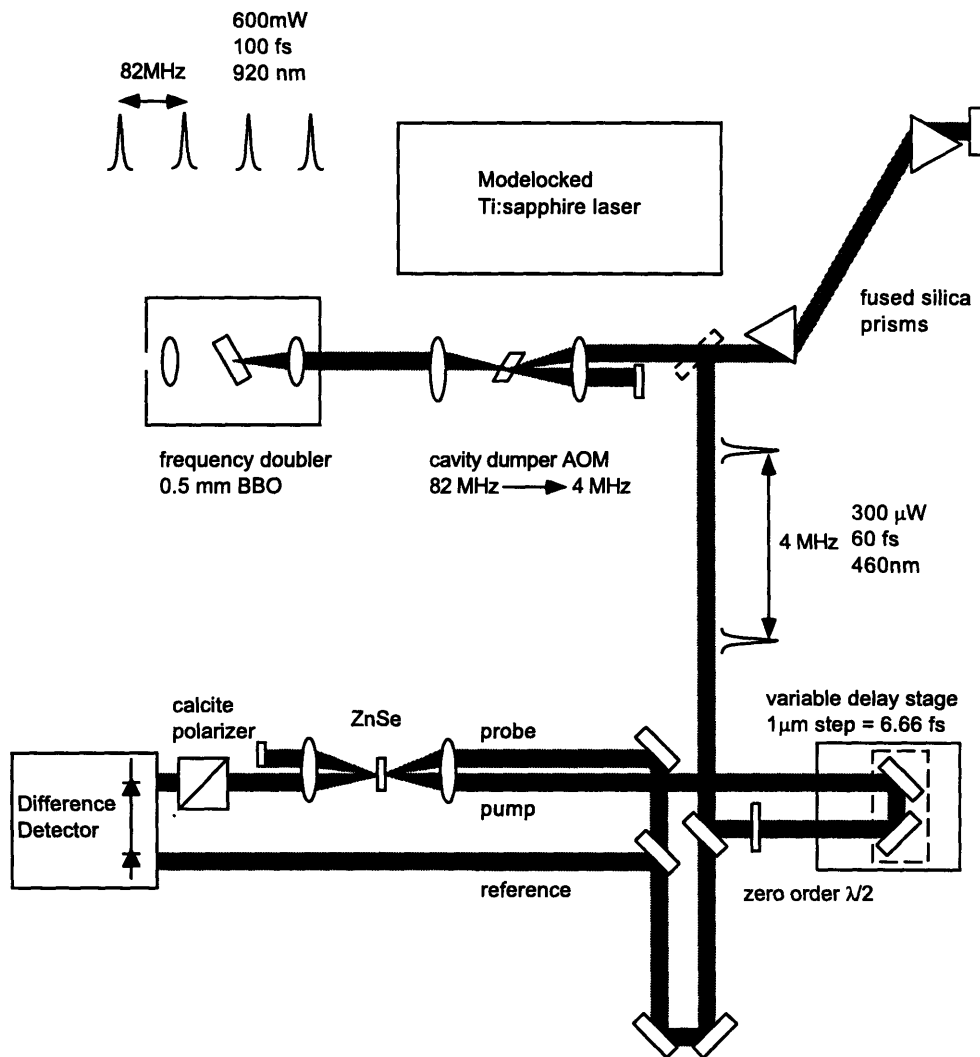 600mW
100 fs
920 nm
82MHz
Modelocked
Ti:sapphire laser
fused silica
prisms
frequency doubler
0.5 mm BBO
cavity dumper AOM
82 MHz → 4 MHz
300 μW
60 fs
460nm
4 MHz
calcite
polarizer
ZnSe
probe
pump
variable delay stage
1μm step = 6.66 fs
Difference
Detector
reference
zero order λ/2